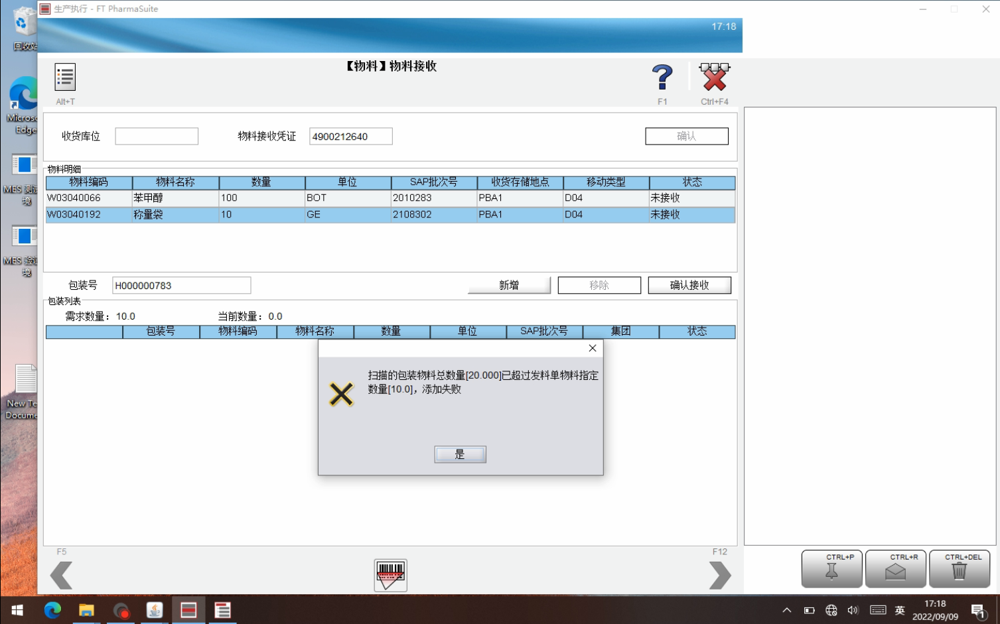 生产执行 - FT PharmaSuite
17:18
回收站
【物料】物料接收
Alt+T
F1
Ctrl+F4
Microso
Edge
收货库位
物料接收凭证 4900212640
确认
物料明细
物料编码 物料名称 数量 单位 SAP批次号 收货存储地点 移动类型 状态
W03040066 苯甲醇 100 BOT 2010283 PBA1 D04 未接收
W03040192 称量袋 10 GE 2108302 PBA1 D04 未接收
MES 测试
境
MES 验证
境
包装号 H000000783
新增 移除 确认接收
包装列表
需求数量：10.0 当前数量：0.0
包装号 物料编码 物料名称 数量 单位 SAP批次号 集团 状态
扫描的包装物料总数量[20.000]已超过发料单物料指定
数量[10.0]，添加失败
是
New Te
Docume
F5
F12
CTRL+P
CTRL+R
CTRL+DEL
英
17:18
2022/09/09
1